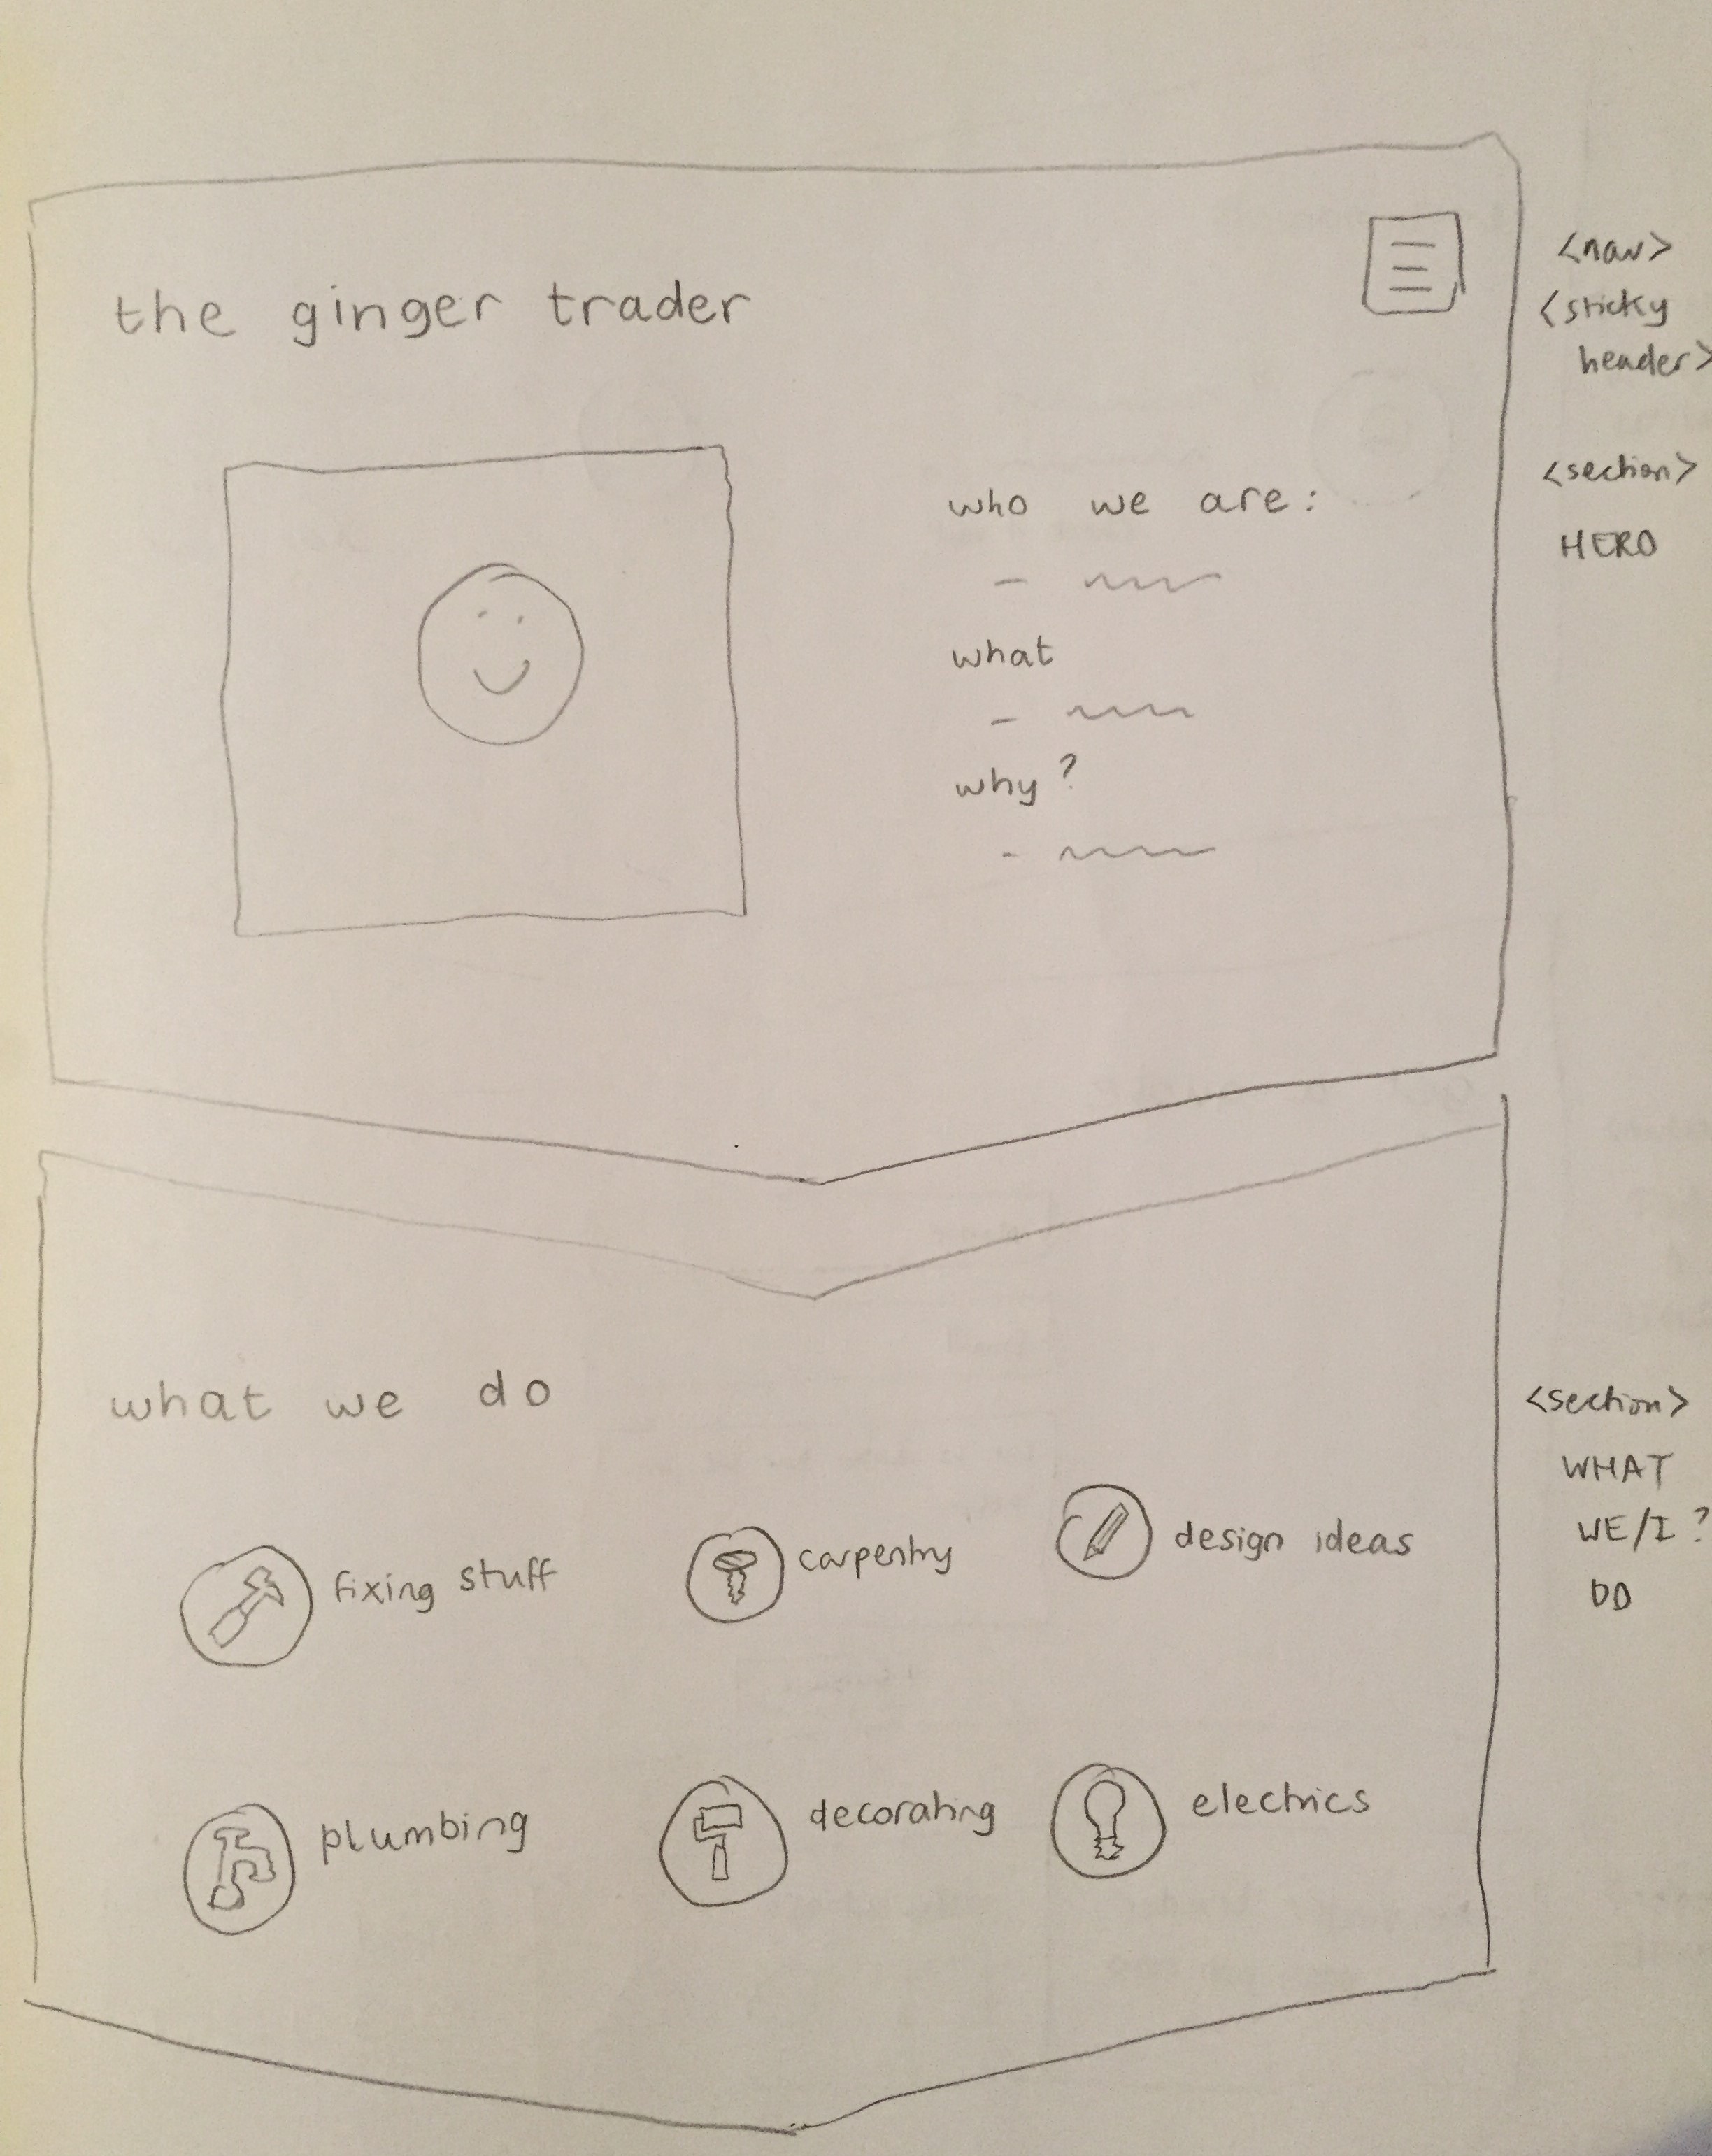 the ginger trader
<nav>
<sticky
header>
<section>
HERO
who we are:
what
why?
what we do
<section>
WHAT
WE/I?
DO
fixing stuff
carpentry
design ideas
plumbing
decorating
electrics